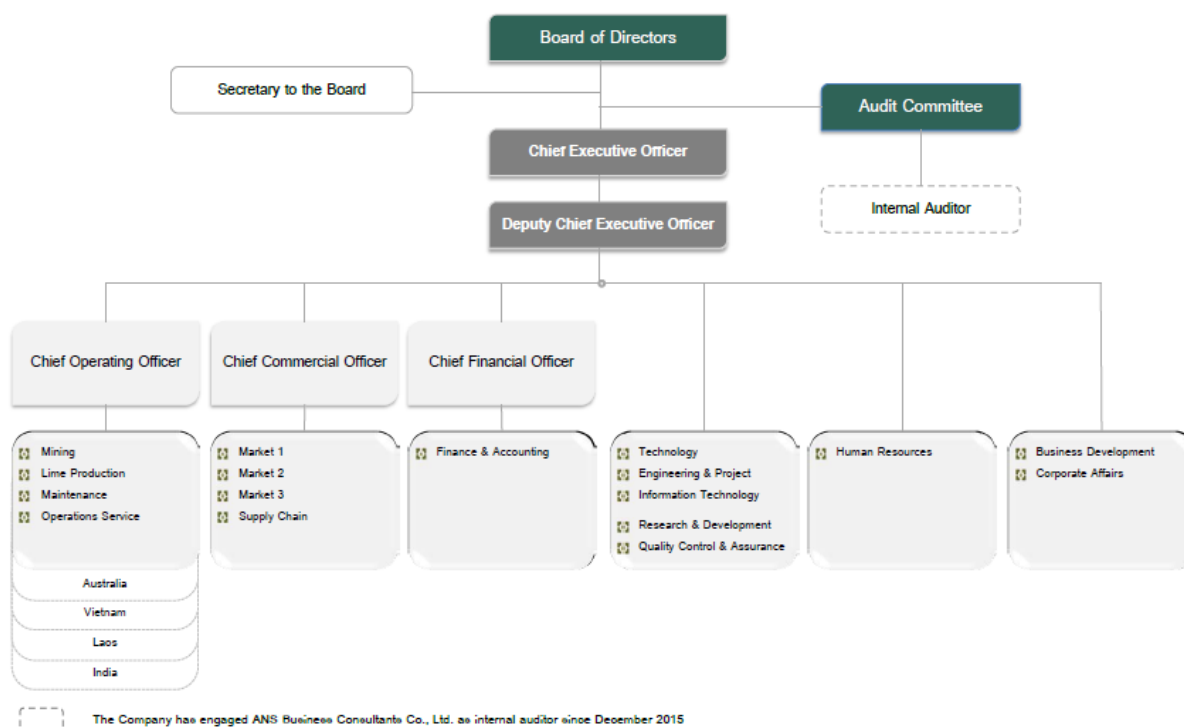 Board of Directors
Secretary to the Board
Audit Committee
Chief Executive Officer
Internal Auditor
Deputy Chief Executive Officer
Chief Operating Officer
Chief Commercial Officer
Chief Financial Officer
Mining
Lime Production
Maintenance
Operations Service
Market 1
Market 2
Market 3
Supply Chain
Finance & Accounting
Technology
Engineering & Project
Information Technology
Research & Development
Quality Control & Assurance
Human Resources
Business Development
Corporate Affairs
Australia
Vietnam
Laos
India
The Company has engaged ANS Business Consultants Co., Ltd. as internal auditor since December 2015